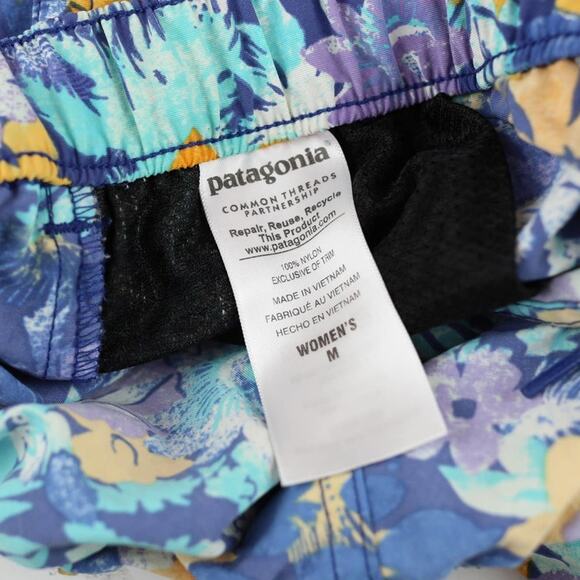 patagonia
COMMON THREADS
PARTNERSHIP
Repair, Reuse, Recycle
This Product
www.patagonia.com
100% NYLON
EXCLUSIVE OF TRIM
MADE IN VIETNAM
FABRIQUÉ AU VIETNAM
HECHO EN VIETNAM
WOMEN'S
M